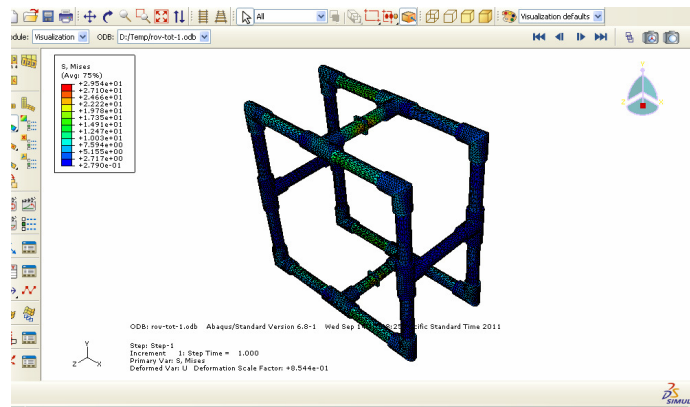 All
Visualization defaults
Module: Visualization ODB: D:/Temp/rov-tot-1.odb
S, Mises
(Avg: 75%)
+2.954e+01
+2.710e+01
+2.466e+01
+2.222e+01
+1.978e+01
+1.735e+01
+1.491e+01
+1.247e+01
+1.003e+01
+7.594e+00
+5.155e+00
+2.717e+00
+2.790e-01
Y
ODB: rov-tot-1.odb Abaqus/Standard Version 6.8-1 Wed Sep Pacific Standard Time 2011
Step: Step-1
Increment 1: Step Time = 1.000
Primary Var: S, Mises
Deformed Var: U Deformation Scale Factor: +8.544e-01
Y
Z X